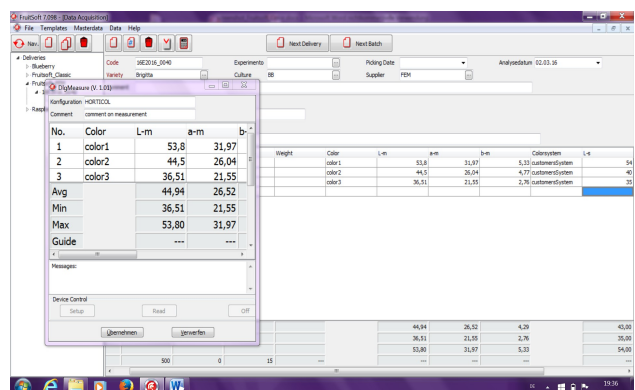 FruitSoft 7.098 - [Data Acquisition]
File Templates Masterdata Data Help
Nav.
Next Delivery
Next Batch
Deliveries
Blueberry
Fruitsoft_Classic
Code 16E2016_0040 Experimento Picking Date Analysedatum 02.03.16
Variety Brigitta Culture BB Supplier FEM
DlqMeasure (V. 1.01)
Konfiguration HORTICOL
Comment comment on measurement
No. Color L-m a-m b-
1 color1 53,8 31,97
2 color2 44,5 26,04
3 color3 36,51 21,55
Avg 44,94 26,52
Min 36,51 21,55
Max 53,80 31,97
Guide --- ---
Messages:
Device Control
Setup Read Off
Übernehmen Verwerfen
Weight Color L-m a-m b-m Colorsystem L-s
color1 53,8 31,97 5,33 customersSystem 54
color2 44,5 26,04 4,77 customersSystem 40
color3 36,51 21,55 2,76 customersSystem 35
44,94 26,52 4,29 43,00
36,51 21,55 2,76 35,00
53,80 31,97 5,33 54,00
500 0 15 --- --- --- --- ---
19:36